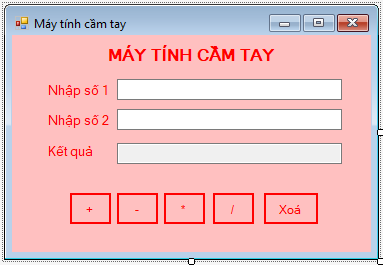 Máy tính cầm tay
MÁY TÍNH CẦM TAY
Nhập số 1
Nhập số 2
Kết quả
+ - * / Xoá